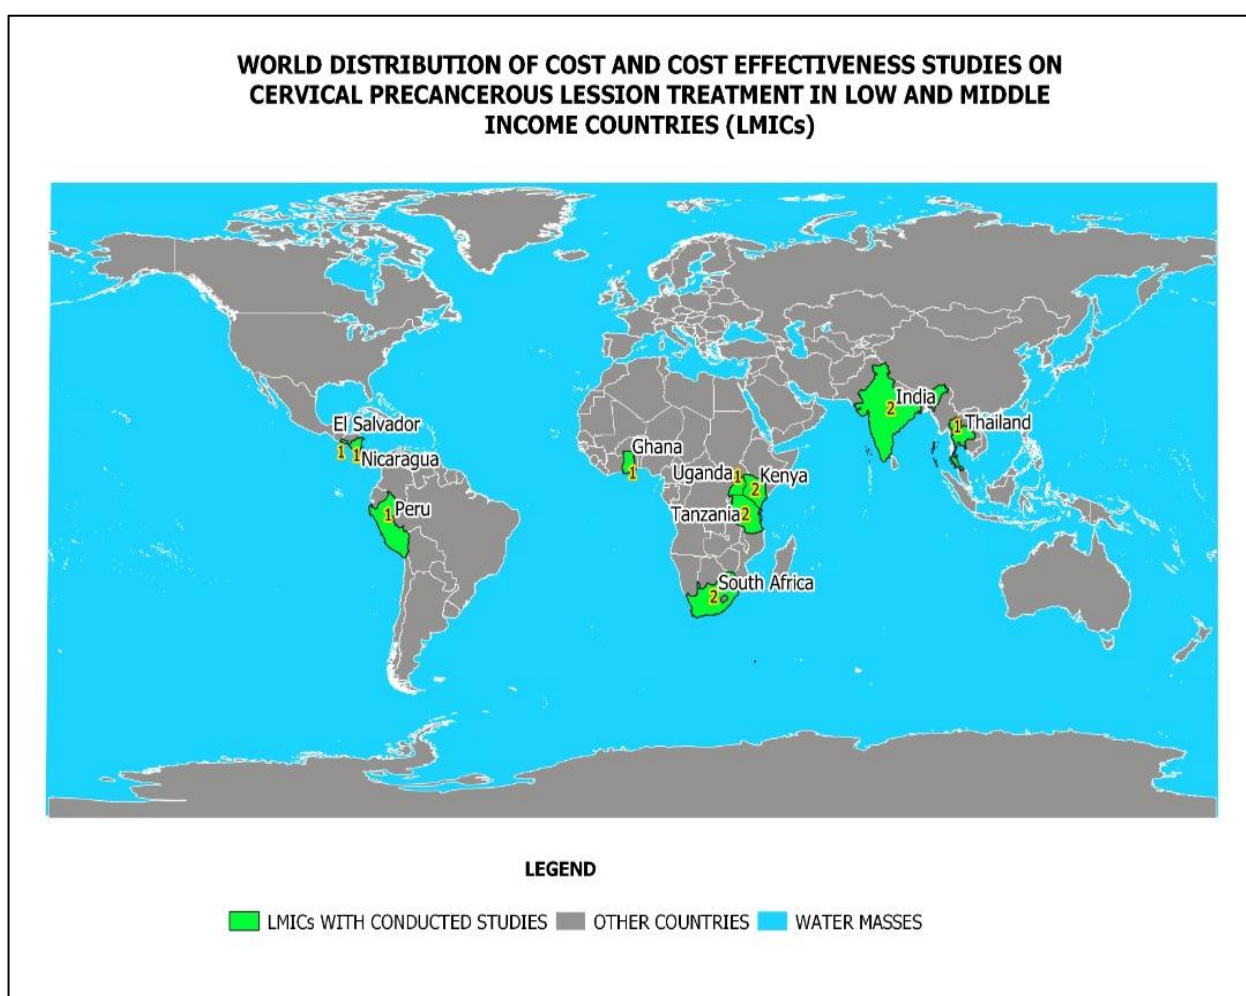 WORLD DISTRIBUTION OF COST AND COST EFFECTIVENESS STUDIES ON
CERVICAL PRECANCEROUS LESSION TREATMENT IN LOW AND MIDDLE
INCOME COUNTRIES (LMICs)
2 India
1 Thailand
El Salvador
1
1
Nicaragua
Ghana
1
Uganda 1
2 Kenya
1 Peru
Tanzania 2
South Africa
2
LEGEND
LMICs WITH CONDUCTED STUDIES
OTHER COUNTRIES
WATER MASSES